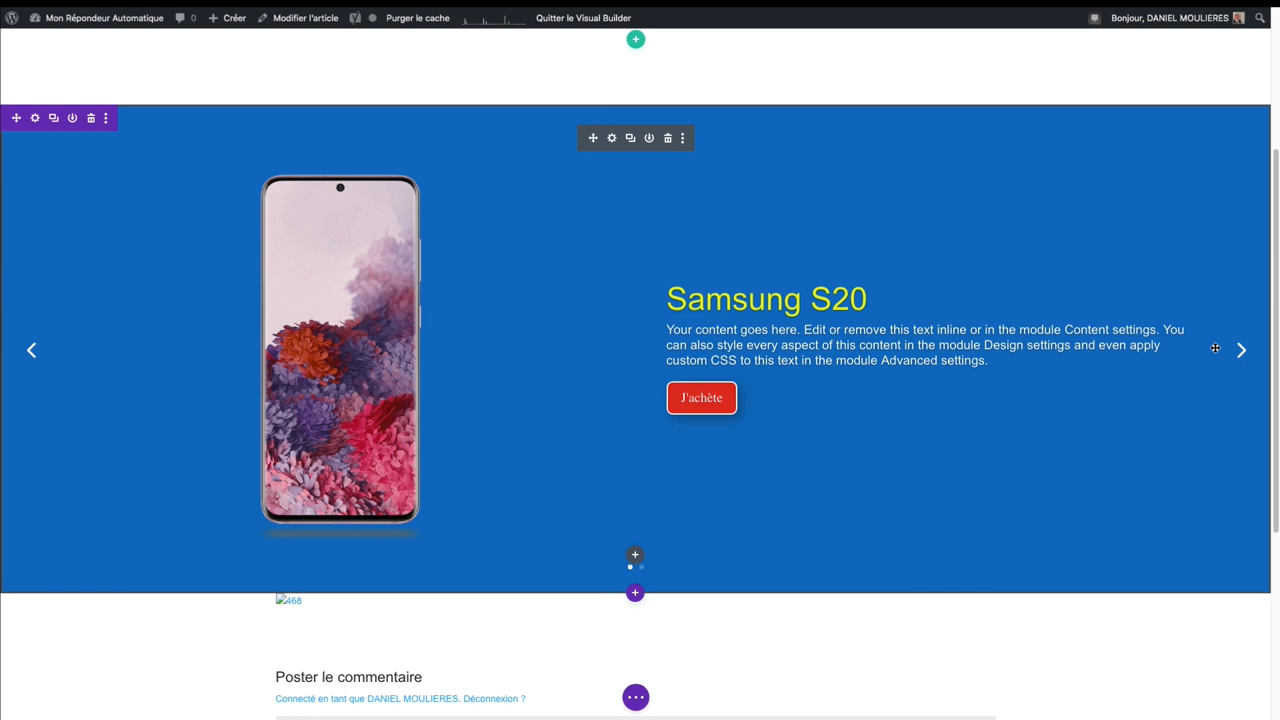 Mon Répondeur Automatique 0 Créer Modifier l'article Purger le cache Quitter le Visual Builder Bonjour, DANIEL MOULIERES
Samsung S20
Your content goes here. Edit or remove this text inline or in the module Content settings. You
can also style every aspect of this content in the module Design settings and even apply
custom CSS to this text in the module Advanced settings.
J'achète
468
Poster le commentaire
Connecté en tant que DANIEL MOULIERES. Déconnexion ?